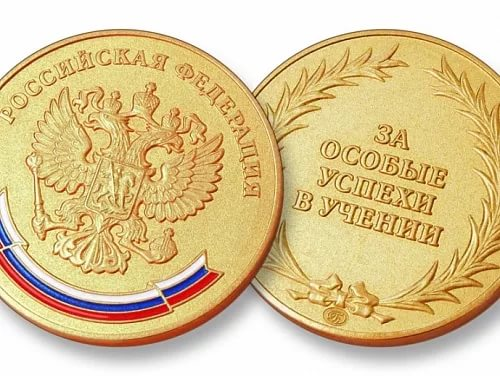 РОССИЙСКАЯ ФЕДЕРАЦИЯ
ЗА
ОСОБЫЕ
УСПЕХИ
В УЧЕНИИ